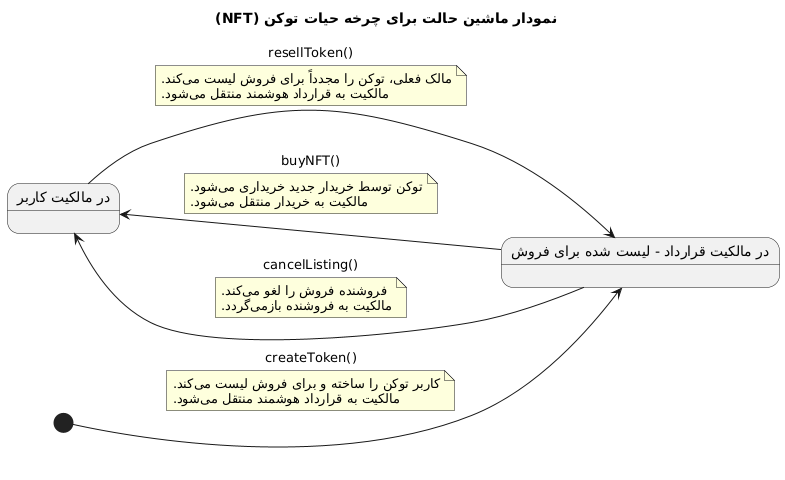 نمودار ماشین حالت برای چرخه حیات توکن (NFT)
resellToken()
مالک فعلی، توکن را مجدداً برای فروش لیست می‌کند.
مالکیت به قرارداد هوشمند منتقل می‌شود.
buyNFT()
توکن توسط خریدار جدید خریداری می‌شود.
مالکیت به خریدار منتقل می‌شود.
در مالکیت کاربر
در مالکیت قرارداد - لیست شده برای فروش
cancelListing()
فروشنده فروش را لغو می‌کند.
مالکیت به فروشنده بازمی‌گردد.
createToken()
کاربر توکن را ساخته و برای فروش لیست می‌کند.
مالکیت به قرارداد هوشمند منتقل می‌شود.